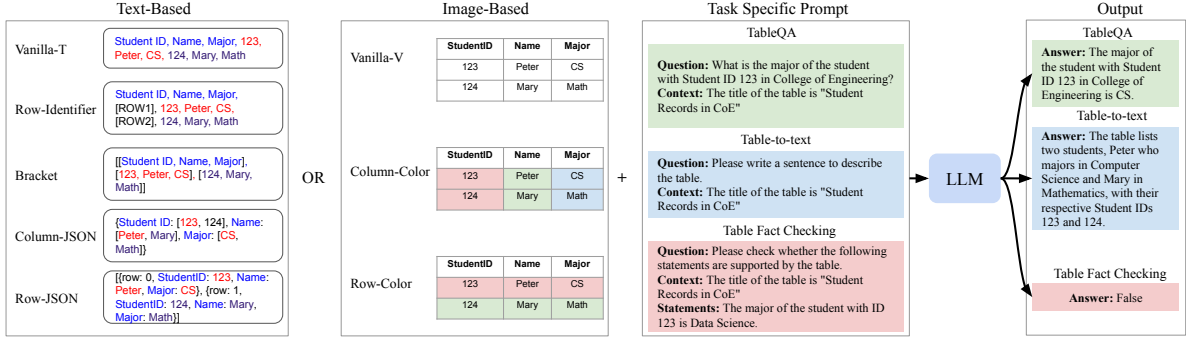 Text-Based
Vanilla-T
Student ID, Name, Major, 123,
Peter, CS, 124, Mary, Math
Row-Identifier
Student ID, Name, Major,
[ROW1], 123, Peter, CS,
[ROW2], 124, Mary, Math
Bracket
[[Student ID, Name, Major],
[123, Peter, CS], [124, Mary,
Math]]
Column-JSON
{Student ID: [123, 124], Name:
[Peter, Mary], Major: [CS,
Math]}
Row-JSON
[{row: 0, StudentID: 123, Name:
Peter, Major: CS}, {row: 1,
StudentID: 124, Name: Mary,
Major: Math}]
OR
Image-Based
Vanilla-V
StudentID Name Major
123 Peter CS
124 Mary Math
Column-Color
StudentID Name Major
123 Peter CS
124 Mary Math
Row-Color
StudentID Name Major
123 Peter CS
124 Mary Math
+
Task Specific Prompt
TableQA
Question: What is the major of the student
with Student ID 123 in College of Engineering?
Context: The title of the table is "Student
Records in CoE"
Table-to-text
Question: Please write a sentence to describe
the table.
Context: The title of the table is "Student
Records in CoE"
Table Fact Checking
Question: Please check whether the following
statements are supported by the table.
Context: The title of the table is "Student
Records in CoE"
Statements: The major of the student with ID
123 is Data Science.
LLM
Output
TableQA
Answer: The major of
the student with Student
ID 123 in College of
Engineering is CS.
Table-to-text
Answer: The table lists
two students, Peter who
majors in Computer
Science and Mary in
Mathematics, with their
respective Student IDs
123 and 124.
Table Fact Checking
Answer: False